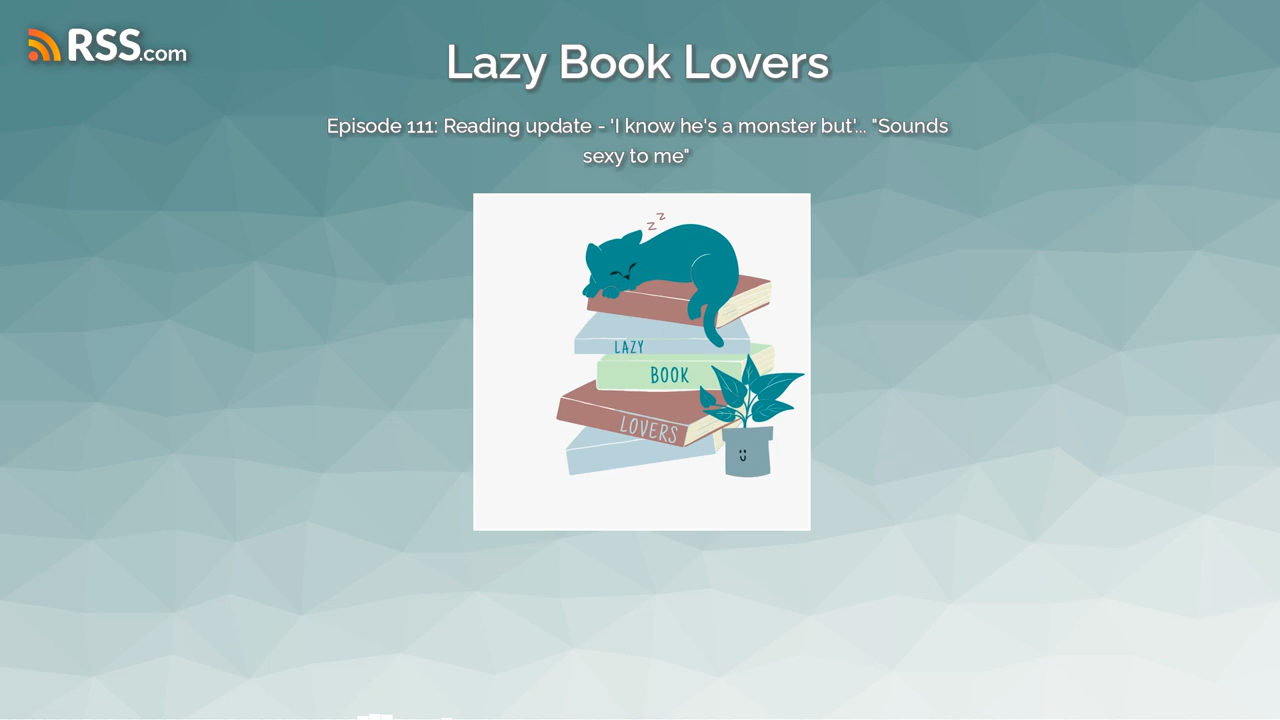 RSS.com
Lazy Book Lovers
Episode 111: Reading update - 'I know he's a monster but'... "Sounds
sexy to me"
z z
LAZY
BOOK
LOVERS